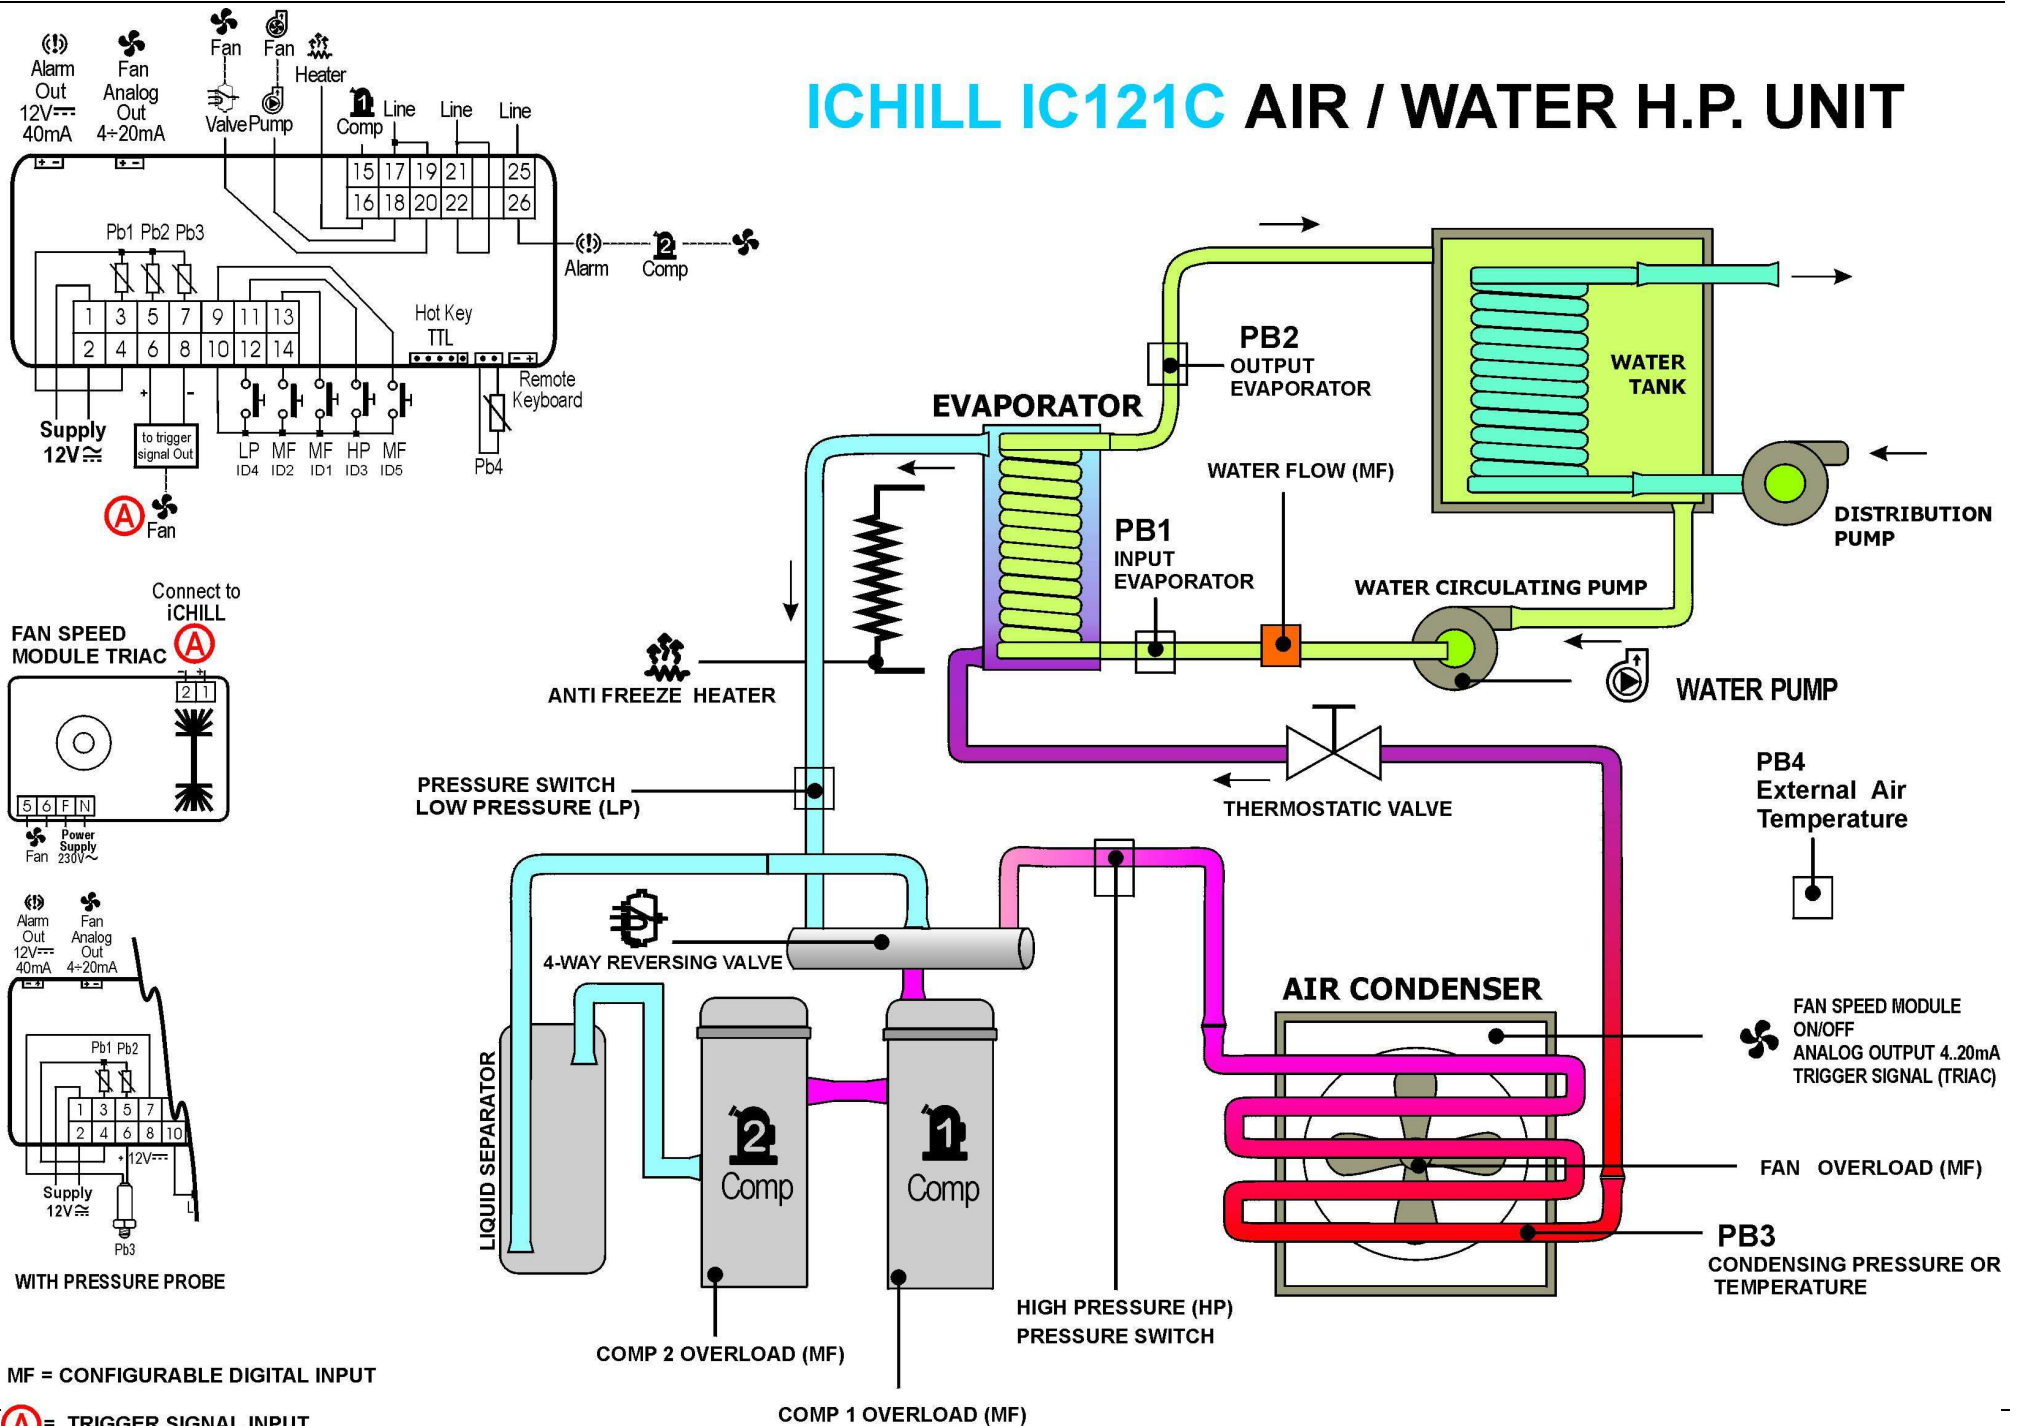 ICHILL IC121C AIR / WATER H.P. UNIT
Alarm
Out
12V
40mA
Fan
Analog
Out
4÷20mA
Fan
Valve
Fan
Pump
Heater
1
Comp
Line
Line
Line
15 17 19 21 25
16 18 20 22 26
Pb1 Pb2 Pb3
1 3 5 7 9 11 13
2 4 6 8 10 12 14
Hot Key
TTL
Remote
Keyboard
Alarm
2
Comp
Supply
12V
+ -
to trigger
signal Out
A
Fan
LP MF MF HP MF
ID4 ID2 ID1 ID3 ID5
Pb4
Connect to
iCHILL
A
FAN SPEED
MODULE TRIAC
- +
2 1
5 6 F N
Fan
Power
Supply
230V~
Alarm
Out
12V
40mA
Fan
Analog
Out
4÷20mA
Pb1 Pb2
1 3 5 7
2 4 6 8 10
+ 12V
Supply
12V
L
Pb3
WITH PRESSURE PROBE
MF = CONFIGURABLE DIGITAL INPUT
A = TRIGGER SIGNAL INPUT
EVAPORATOR
PB2
OUTPUT
EVAPORATOR
WATER
TANK
WATER FLOW (MF)
PB1
INPUT
EVAPORATOR
DISTRIBUTION
PUMP
WATER CIRCULATING PUMP
WATER PUMP
ANTI FREEZE HEATER
PRESSURE SWITCH
LOW PRESSURE (LP)
THERMOSTATIC VALVE
PB4
External Air
Temperature
4-WAY REVERSING VALVE
LIQUID SEPARATOR
2
Comp
1
Comp
AIR CONDENSER
FAN SPEED MODULE
ON/OFF
ANALOG OUTPUT 4..20mA
TRIGGER SIGNAL (TRIAC)
FAN OVERLOAD (MF)
PB3
CONDENSING PRESSURE OR
TEMPERATURE
HIGH PRESSURE (HP)
PRESSURE SWITCH
COMP 2 OVERLOAD (MF)
COMP 1 OVERLOAD (MF)